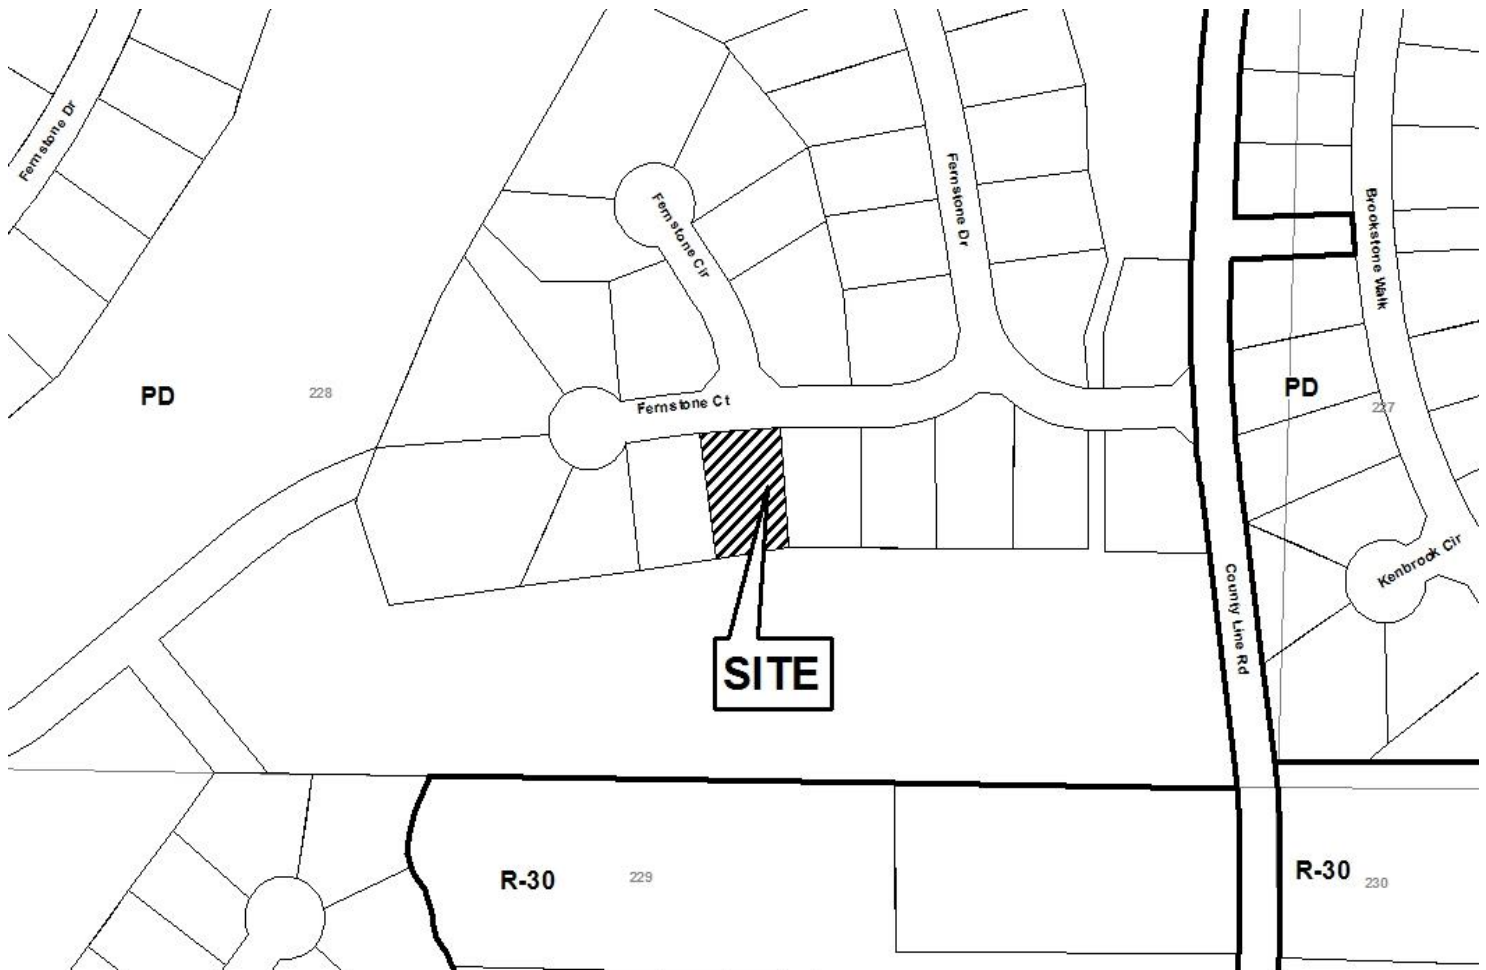 Fernstone Dr
Fernstone Cir
Fernstone Dr
Brookstone Walk
PD
228
Fernstone Ct
PD
227
Kenbrook Cir
County Line Rd
SITE
R-30
229
R-30
230